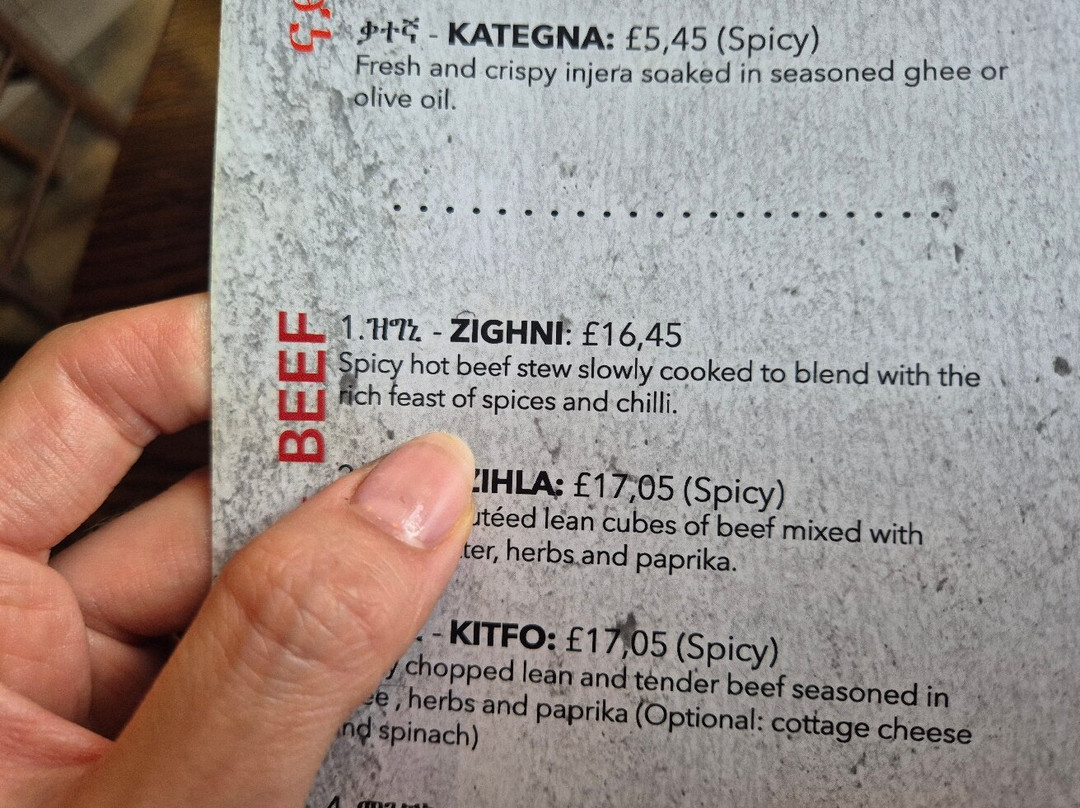 ቃተኛ - KATEGNA: £5,45 (Spicy)
Fresh and crispy injera soaked in seasoned ghee or
olive oil.
BEEF
1.ዝግኒ - ZIGHNI: £16,45
Spicy hot beef stew slowly cooked to blend with the
rich feast of spices and chilli.
ZIHLA: £17,05 (Spicy)
lean cubes of beef mixed with
herbs and paprika.
- KITFO: £17,05 (Spicy)
chopped lean and tender beef seasoned in
, herbs and paprika (Optional: cottage cheese
and spinach)